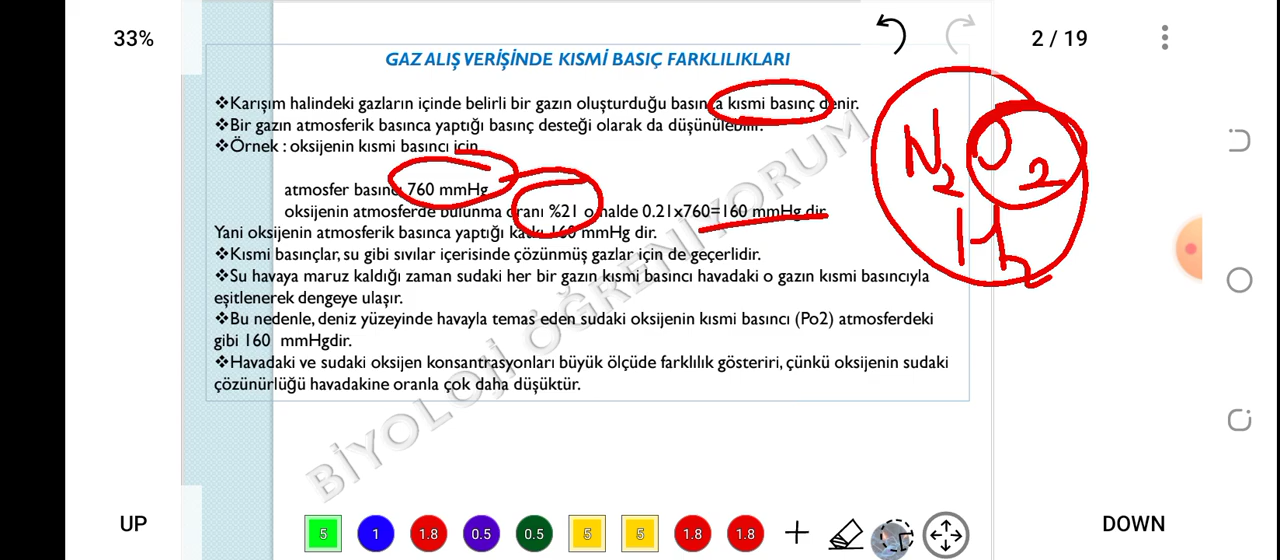 33%
2 / 19
GAZ ALIŞ VERİŞİNDE KISMİ BASIÇ FARKLILIKLARI
❖Karışım halindeki gazların içinde belirli bir gazın oluşturduğu basınca kısmi basınç denir.
❖Bir gazın atmosferik basınca yaptığı basınç desteği olarak da düşünülebilir.
❖Örnek : oksijenin kısmi basıncı için
atmosfer basıncı 760 mmHg
oksijenin atmosferde bulunma oranı %21 o halde 0.21x760=160 mmHg dir.
Yani oksijenin atmosferik basınca yaptığı katkı 160 mmHg dir.
❖Kısmi basınçlar, su gibi sıvılar içerisinde çözünmüş gazlar için de geçerlidir.
❖Su havaya maruz kaldığı zaman sudaki her bir gazın kısmi basıncı havadaki o gazın kısmi basıncıyla
eşitlenerek dengeye ulaşır.
❖Bu nedenle, deniz yüzeyinde havayla temas eden sudaki oksijenin kısmi basıncı (Po2) atmosferdeki
gibi 160 mmHgdir.
❖Havadaki ve sudaki oksijen konsantrasyonları büyük ölçüde farklılık gösteriri, çünkü oksijenin sudaki
çözünürlüğü havadakine oranla çok daha düşüktür.
N2 O2
H2
BİYOLOJİ ÖĞRENİYORUM
UP
5 1 1.8 0.5 0.5 5 5 1.8 1.8
DOWN